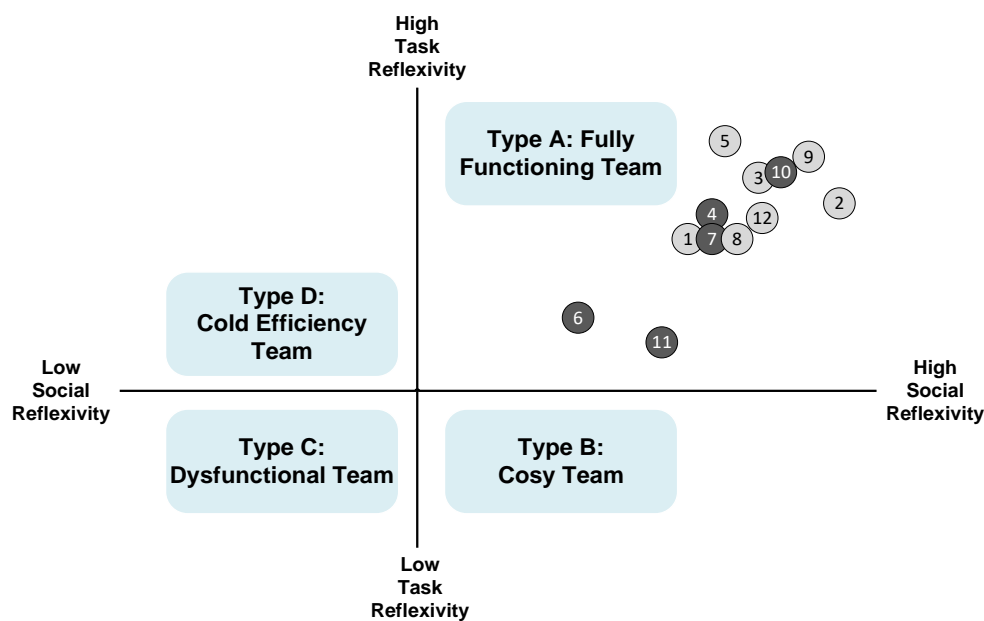 High
Task
Reflexivity
Type A: Fully
Functioning Team
5
9
3
10
2
4
12
1
7
8
Type D:
Cold Efficiency
Team
6
11
Low
Social
Reflexivity
High
Social
Reflexivity
Type C:
Dysfunctional Team
Type B:
Cosy Team
Low
Task
Reflexivity